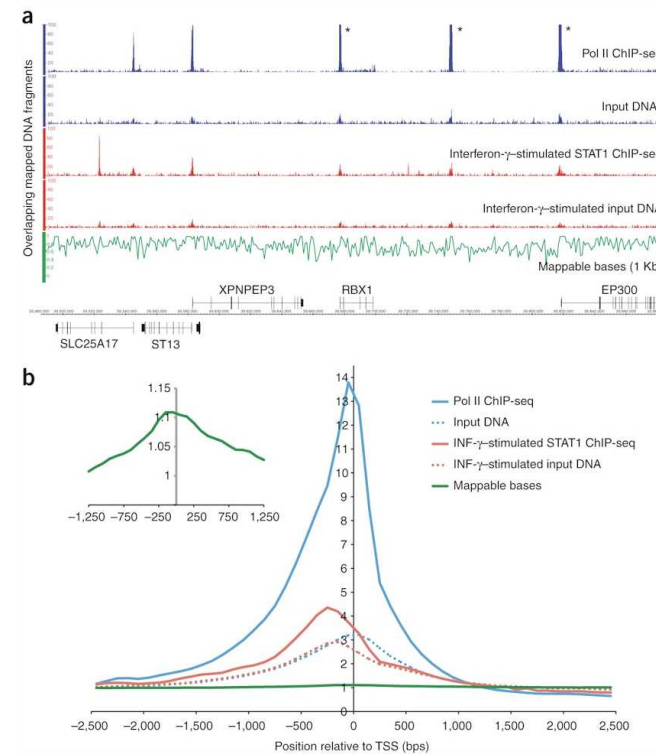 a
Overlapping mapped DNA fragments
Pol II ChIP-se
Input DNA
Interferon-γ–stimulated STAT1 ChIP-se
Interferon-γ–stimulated input DNA
Mappable bases (1 Kb
XPNPEP3
RBX1
EP300
SLC25A17
ST13
b
1.15
1.1
1.05
1
−1,250
−750
−250
250
750
1,250
14
13
12
11
10
9
8
7
6
5
4
3
2
1
0
Pol II ChIP-seq
Input DNA
INF-γ–stimulated STAT1 ChIP-seq
INF-γ–stimulated input DNA
Mappable bases
−2,500
−2,000
−1,500
−1,000
−500
0
500
1,000
1,500
2,000
2,500
Position relative to TSS (bps)